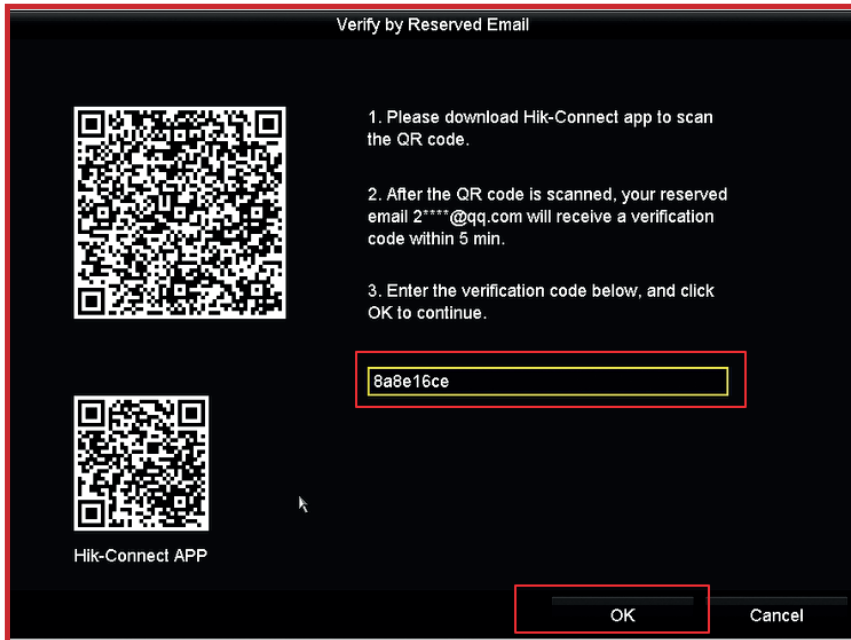 Verify by Reserved Email
1. Please download Hik-Connect app to scan
the QR code.
2. After the QR code is scanned, your reserved
email 2****@qq.com will receive a verification
code within 5 min.
3. Enter the verification code below, and click
OK to continue.
8a8e16ce
Hik-Connect APP
OK
Cancel